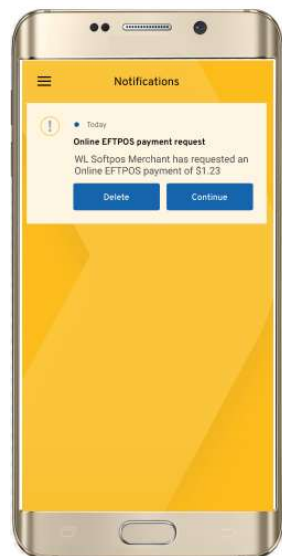 Notifications
Today
Online EFTPOS payment request
WL Softpos Merchant has requested an
Online EFTPOS payment of $1.23
Delete
Continue